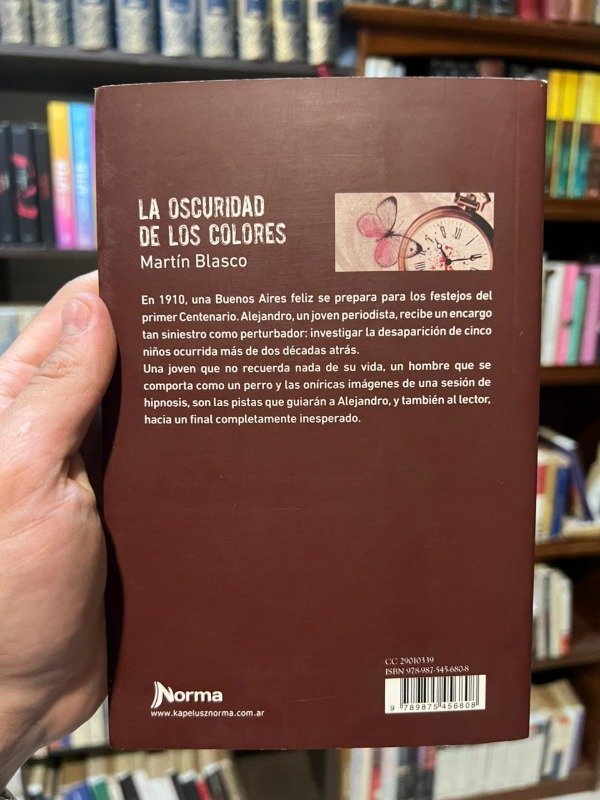 LA OSCURIDAD
DE LOS COLORES
Martín Blasco
En 1910, una Buenos Aires feliz se prepara para los festejos del
primer Centenario. Alejandro, un joven periodista, recibe un encargo
tan siniestro como perturbador: investigar la desaparición de cinco
niños ocurrida más de dos décadas atrás.
Una joven que no recuerda nada de su vida, un hombre que se
comporta como un perro y las oníricas imágenes de una sesión de
hipnosis, son las pistas que guiarán a Alejandro, y también al lector,
hacia un final completamente inesperado.
CC 29010339
ISBN 978-987-545-680-8
9 789875 456808
Norma
www.kapelusznorma.com.ar